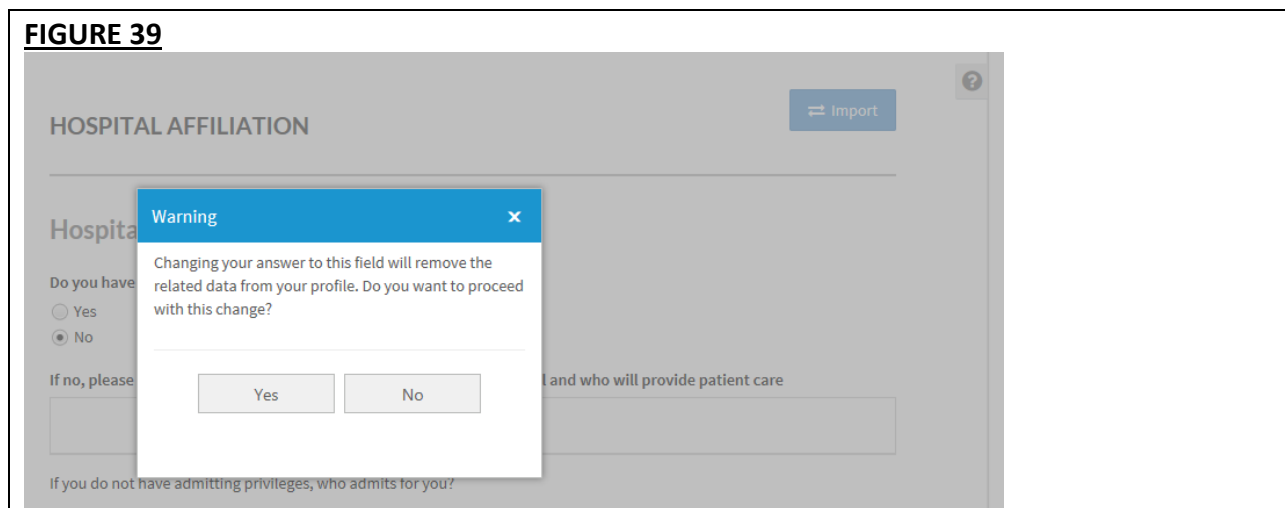 FIGURE 39
Import
HOSPITAL AFFILIATION
Warning
Hospita
Changing your answer to this field will remove the
related data from your profile. Do you want to proceed
with this change?
Do you have
Yes
No
If no, please
l and who will provide patient care
Yes No
If you do not have admitting privileges, who admits for you?